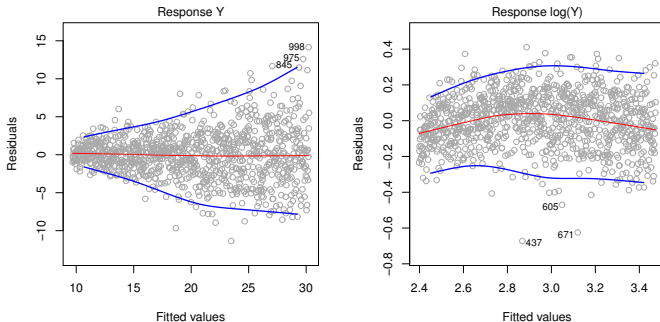 Response Y
998
975
845
15
10
5
0
−5
−10
Residuals
10 15 20 25 30
Fitted values
Response log(Y)
0.4
0.2
0.0
−0.2
−0.4
−0.6
−0.8
Residuals
605
671
437
2.4 2.6 2.8 3.0 3.2 3.4
Fitted values